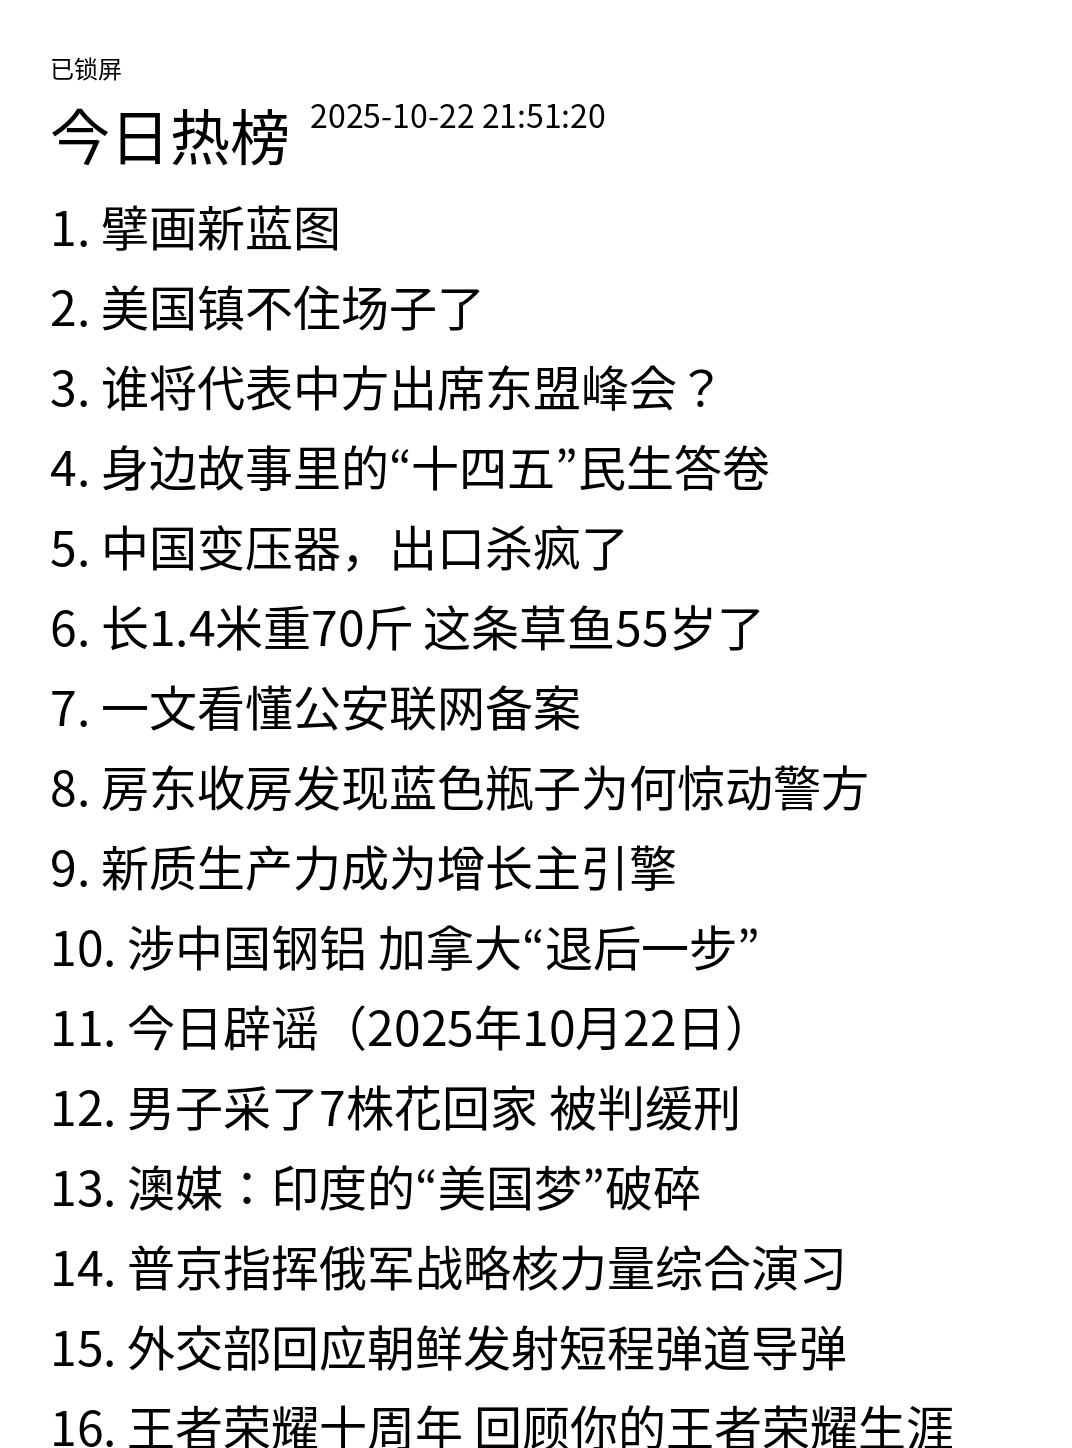 已锁屏
今日热榜 2025-10-22 21:51:20
1. 擘画新蓝图
2. 美国镇不住场子了
3. 谁将代表中方出席东盟峰会？
4. 身边故事里的“十四五”民生答卷
5. 中国变压器，出口杀疯了
6. 长1.4米重70斤 这条草鱼55岁了
7. 一文看懂公安联网备案
8. 房东收房发现蓝色瓶子为何惊动警方
9. 新质生产力成为增长主引擎
10. 涉中国钢铝 加拿大“退后一步”
11. 今日辟谣（2025年10月22日）
12. 男子采了7株花回家 被判缓刑
13. 澳媒：印度的“美国梦”破碎
14. 普京指挥俄军战略核力量综合演习
15. 外交部回应朝鲜发射短程弹道导弹
16. 王者荣耀十周年 回顾你的王者荣耀生涯